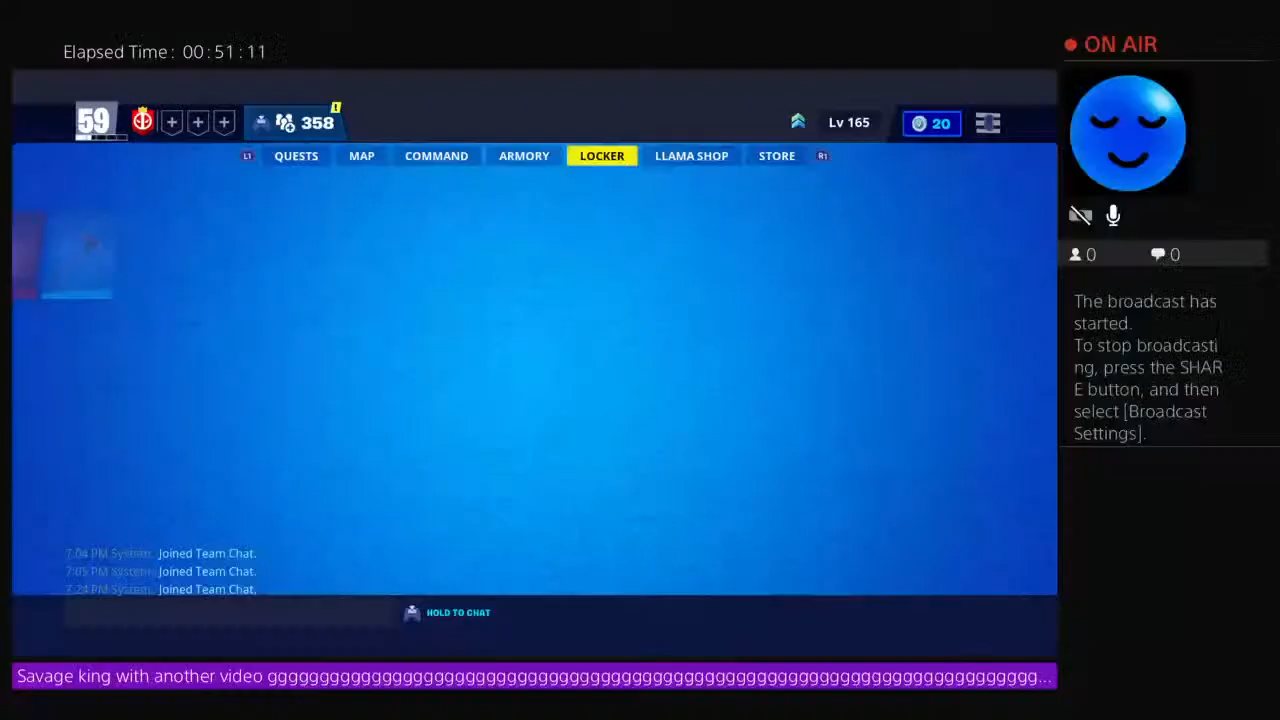 Elapsed Time: 00:51:11
ON AIR
59
358
!
Lv 165
20
L1 QUESTS MAP COMMAND ARMORY LOCKER LLAMA SHOP STORE R1
0 0
The broadcast has
started.
To stop broadcasti
ng, press the SHAR
E button, and then
select [Broadcast
Settings].
7:04 PM System: Joined Team Chat.
7:05 PM System: Joined Team Chat.
7:24 PM System: Joined Team Chat.
HOLD TO CHAT
Savage king with another video ggggggggggggggggggggggggggggggggggggggggggggggggggggggggggggggggggggggggggg...